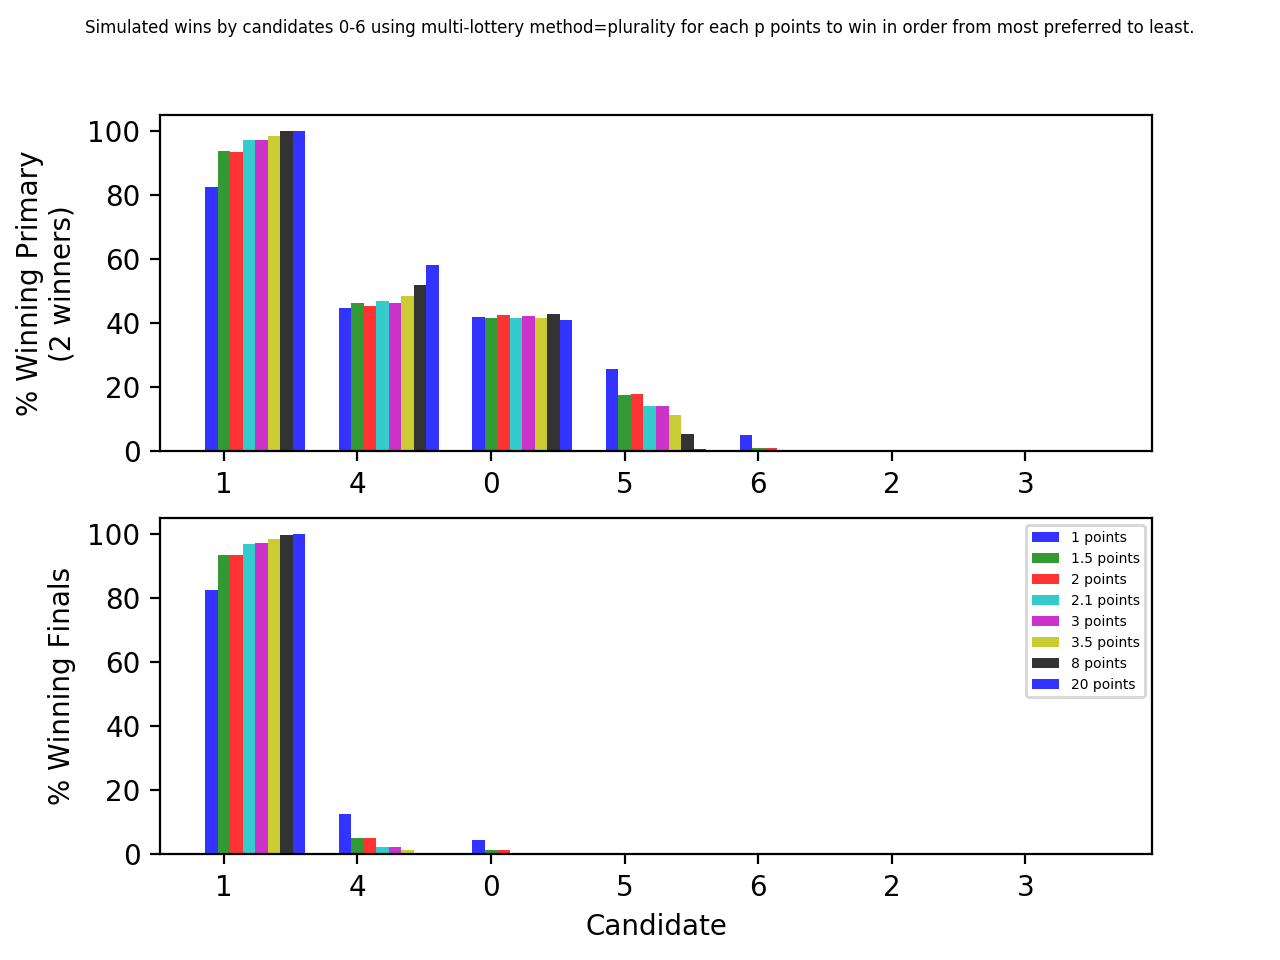 Simulated wins by candidates 0-6 using multi-lottery method=plurality for each p points to win in order from most preferred to least.
% Winning Primary
(2 winners)
100
80
60
40
20
0
1 4 0 5 6 2 3
% Winning Finals
100
80
60
40
20
0
1 points
1.5 points
2 points
2.1 points
3 points
3.5 points
8 points
20 points
1 4 0 5 6 2 3
Candidate